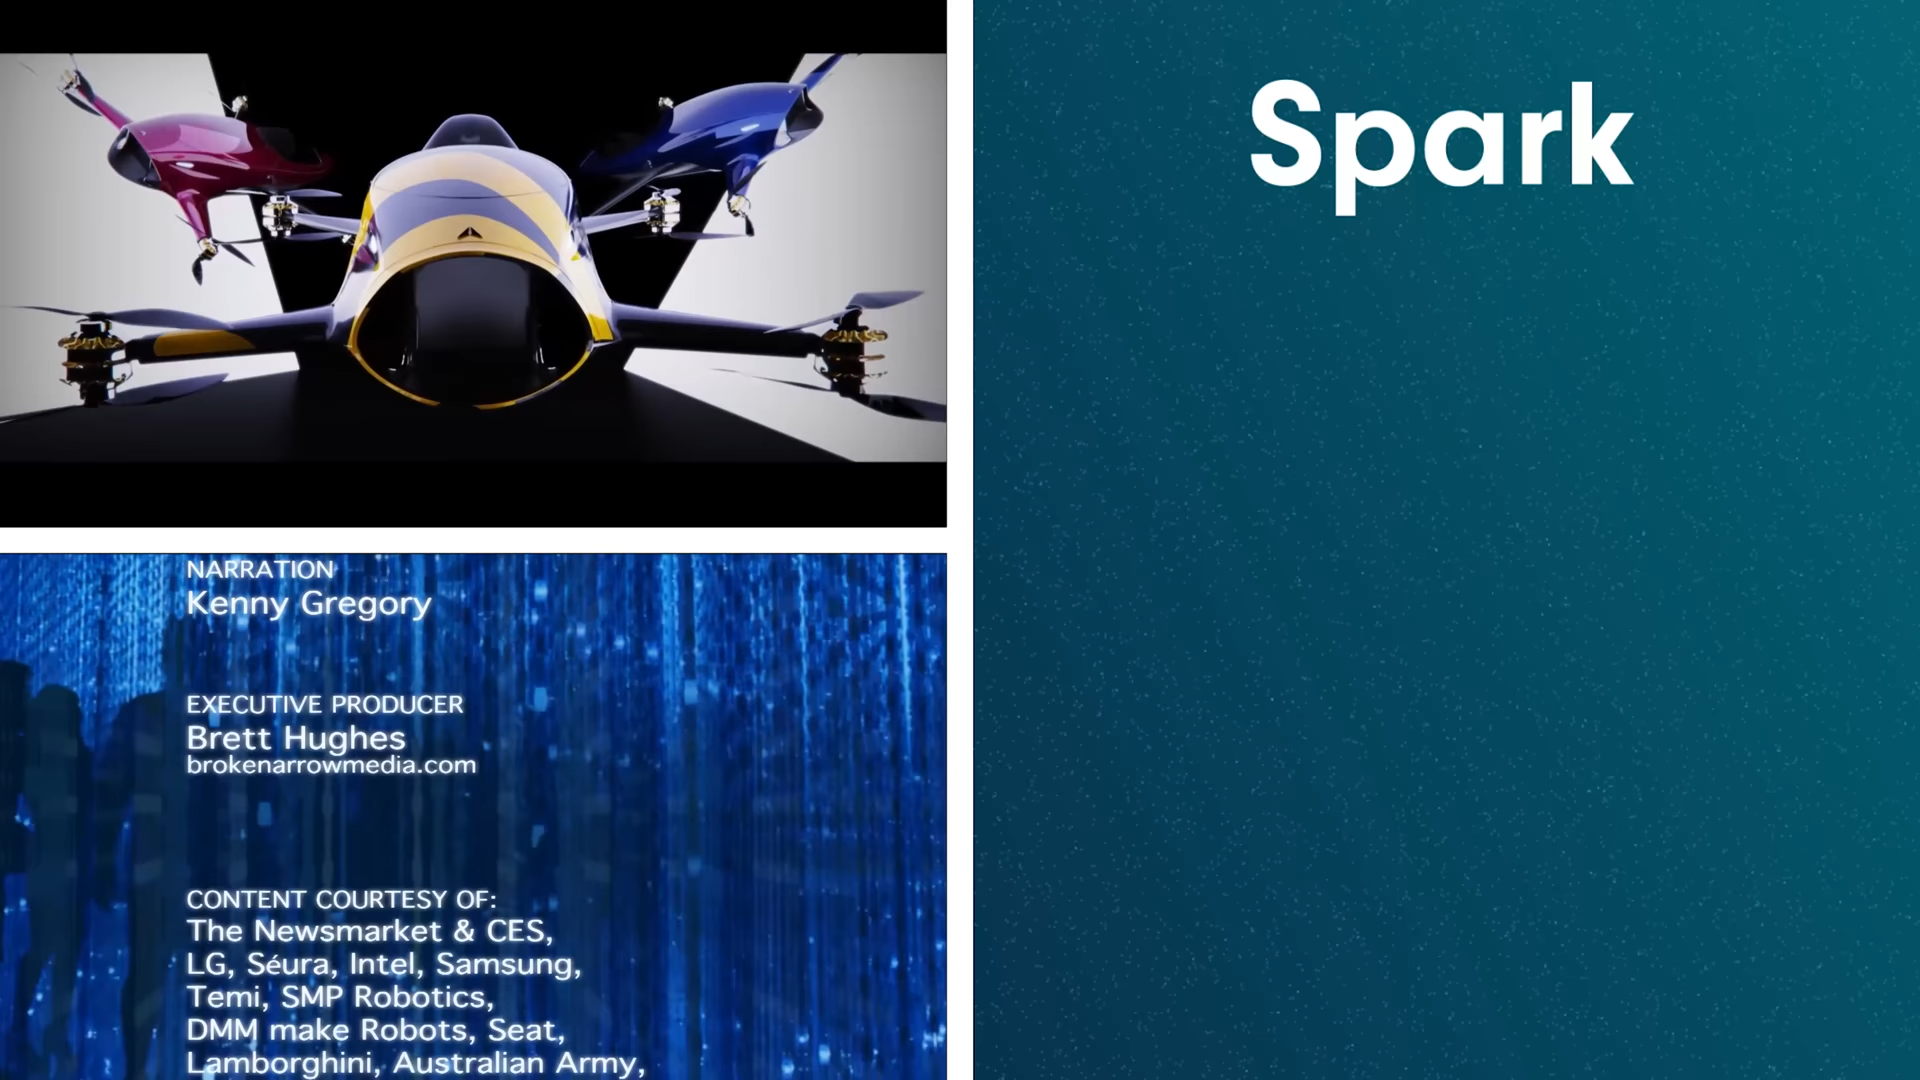 Spark
NARRATION
Kenny Gregory
EXECUTIVE PRODUCER
Brett Hughes
brokenarrowmedia.com
CONTENT COURTESY OF:
The Newsmarket & CES,
LG, Séura, Intel, Samsung,
Temi, SMP Robotics,
DMM make Robots, Seat,
Lamborghini, Australian Army,